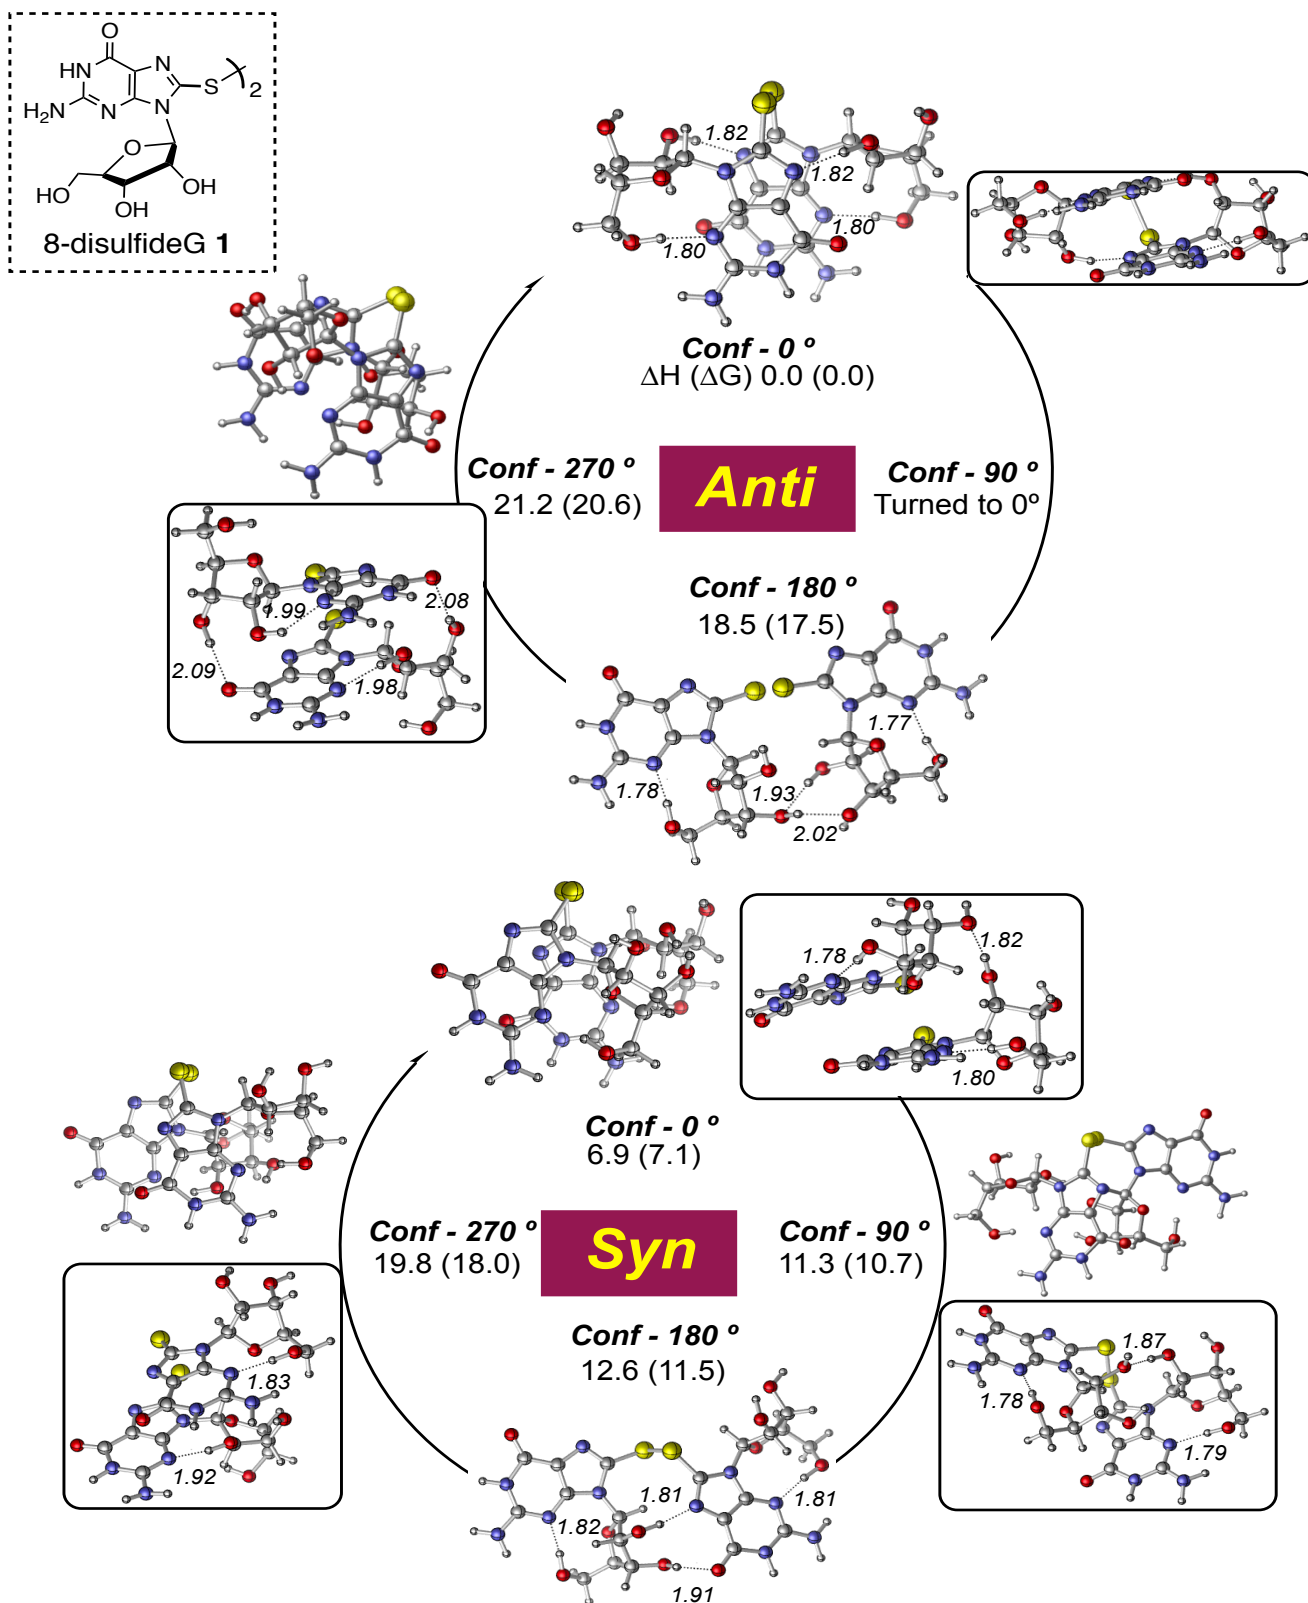 O
NH
N
S
)
2
H₂N
N
N
O
HO
OH
OH
8-disulfideG 1
1.82
1.82
1.80
1.80
Conf - 0 º
ΔH (ΔG) 0.0 (0.0)
Conf - 270 º
21.2 (20.6)
Anti
Conf - 90 º
Turned to 0º
Conf - 180 º
18.5 (17.5)
1.99
2.08
2.09
1.98
1.77
1.78
1.93
2.02
1.78
1.82
1.80
Conf - 0 º
6.9 (7.1)
Conf - 270 º
19.8 (18.0)
Syn
Conf - 90 º
11.3 (10.7)
Conf - 180 º
12.6 (11.5)
1.83
1.92
1.87
1.78
1.79
1.81
1.81
1.82
1.91